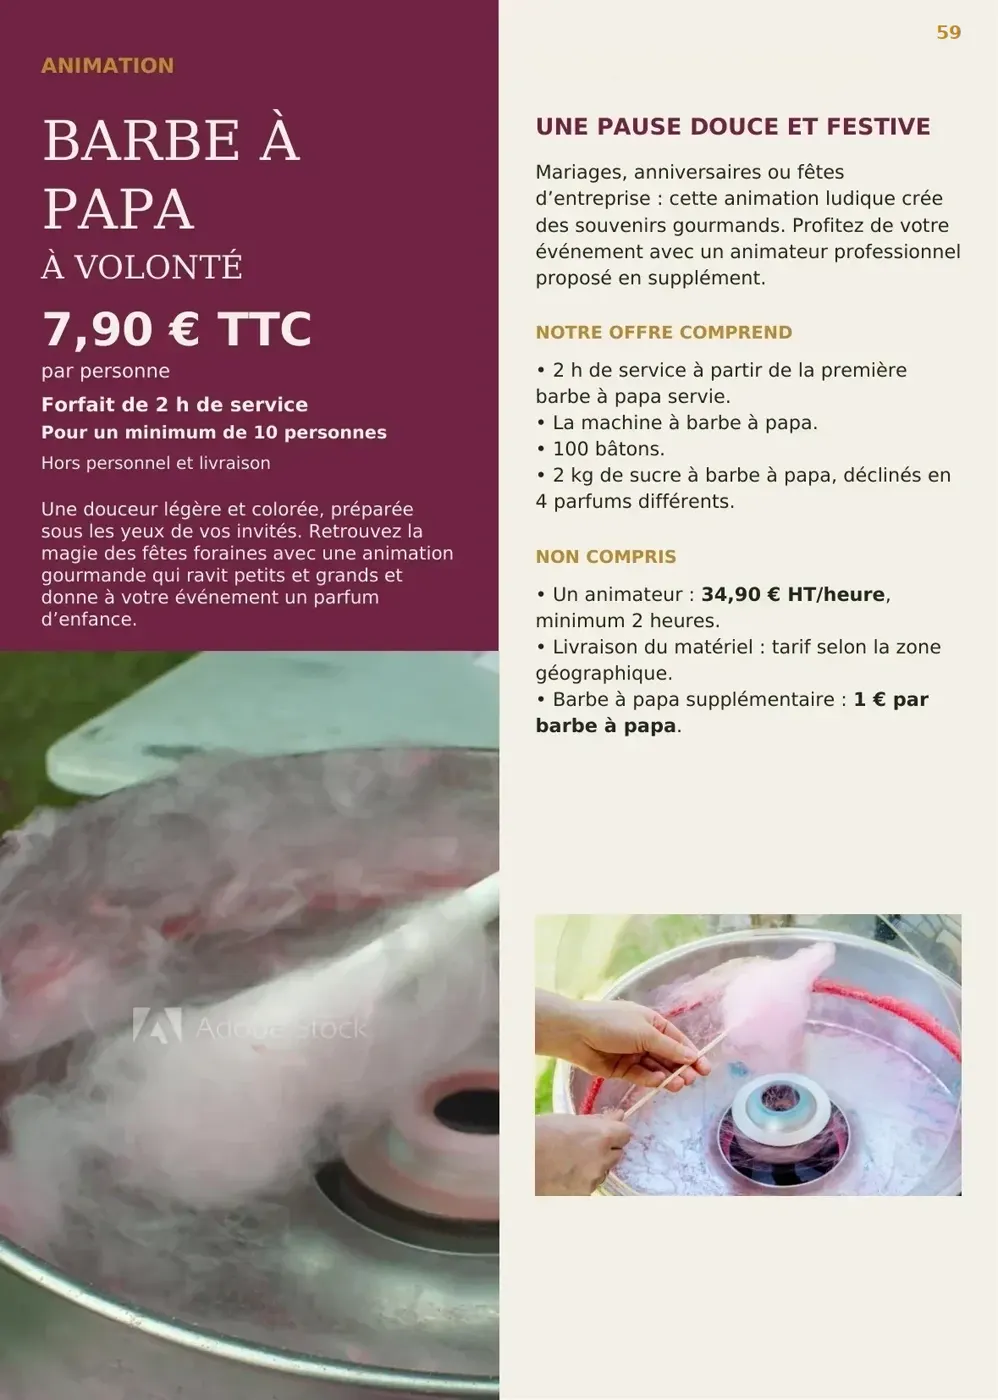 59
ANIMATION
BARBE À
PAPA
À VOLONTÉ
7,90 € TTC
par personne
Forfait de 2 h de service
Pour un minimum de 10 personnes
Hors personnel et livraison
Une douceur légère et colorée, préparée
sous les yeux de vos invités. Retrouvez la
magie des fêtes foraines avec une animation
gourmande qui ravit petits et grands et
donne à votre événement un parfum
d’enfance.
Adobe Stock
UNE PAUSE DOUCE ET FESTIVE
Mariages, anniversaires ou fêtes
d’entreprise : cette animation ludique crée
des souvenirs gourmands. Profitez de votre
événement avec un animateur professionnel
proposé en supplément.
NOTRE OFFRE COMPREND
• 2 h de service à partir de la première
barbe à papa servie.
• La machine à barbe à papa.
• 100 bâtons.
• 2 kg de sucre à barbe à papa, déclinés en
4 parfums différents.
NON COMPRIS
• Un animateur : 34,90 € HT/heure,
minimum 2 heures.
• Livraison du matériel : tarif selon la zone
géographique.
• Barbe à papa supplémentaire : 1 € par
barbe à papa.